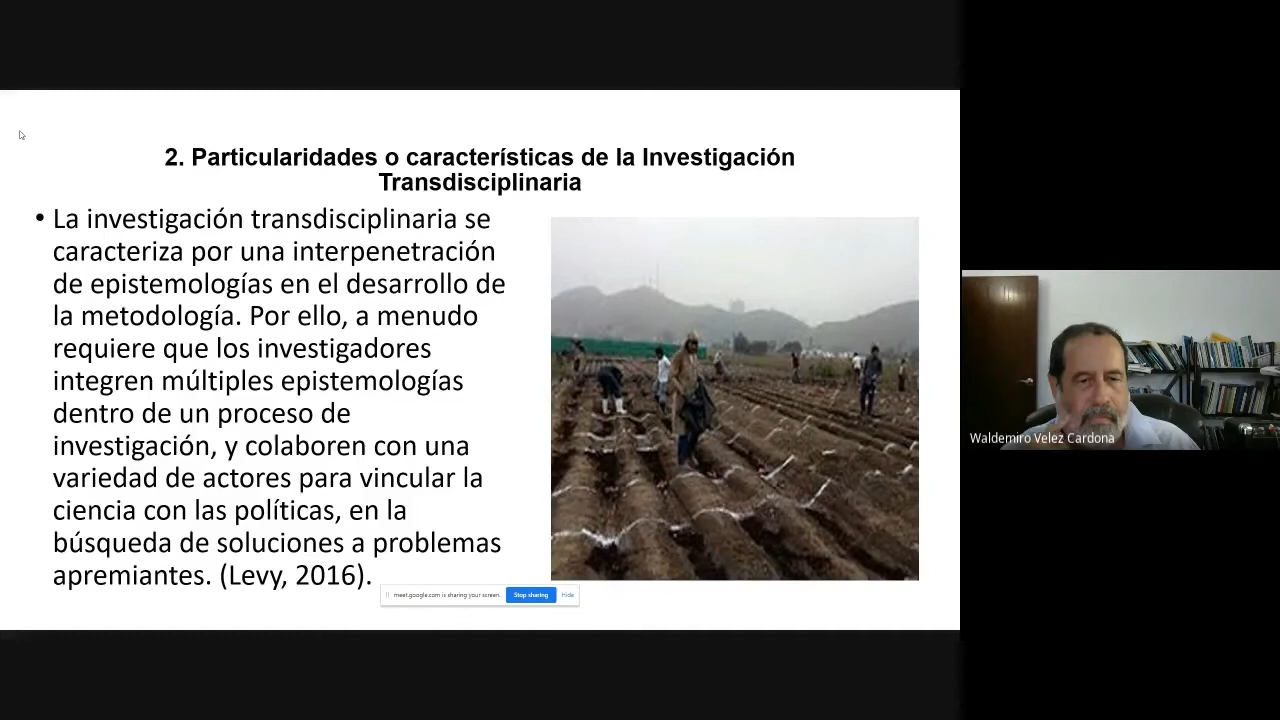 2. Particularidades o características de la Investigación
Transdisciplinaria
• La investigación transdisciplinaria se
caracteriza por una interpenetración
de epistemologías en el desarrollo de
la metodología. Por ello, a menudo
requiere que los investigadores
integren múltiples epistemologías
dentro de un proceso de
investigación, y colaboren con una
variedad de actores para vincular la
ciencia con las políticas, en la
búsqueda de soluciones a problemas
apremiantes. (Levy, 2016).
meet.google.com is sharing your screen. Stop sharing Hide
Waldemiro Velez Cardona